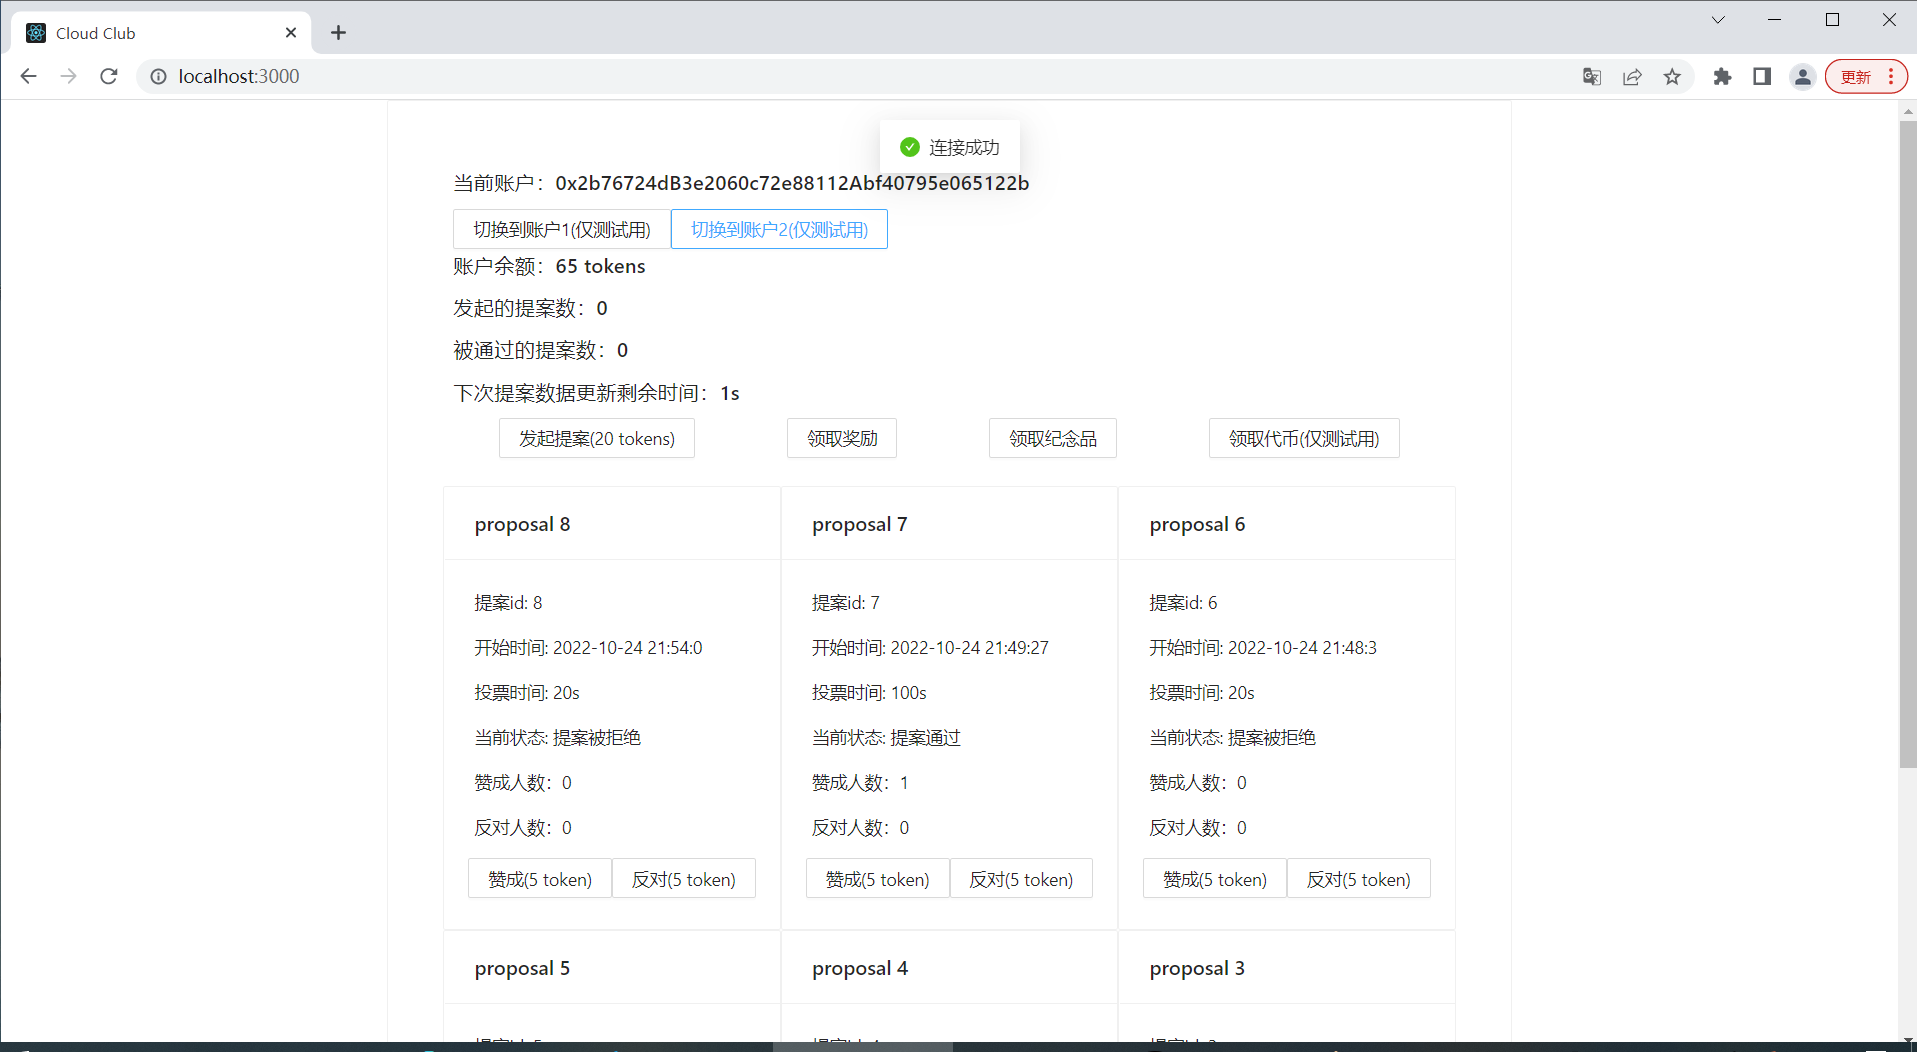 Cloud Club
localhost:3000
更新
连接成功
当前账户：0x2b76724dB3e2060c72e88112Abf40795e065122b
切换到账户1(仅测试用) 切换到账户2(仅测试用)
账户余额：65 tokens
发起的提案数：0
被通过的提案数：0
下次提案数据更新剩余时间：1s
发起提案(20 tokens) 领取奖励 领取纪念品 领取代币(仅测试用)
proposal 8
提案id: 8
开始时间: 2022-10-24 21:54:0
投票时间: 20s
当前状态: 提案被拒绝
赞成人数：0
反对人数：0
赞成(5 token) 反对(5 token)
proposal 7
提案id: 7
开始时间: 2022-10-24 21:49:27
投票时间: 100s
当前状态: 提案通过
赞成人数：1
反对人数：0
赞成(5 token) 反对(5 token)
proposal 6
提案id: 6
开始时间: 2022-10-24 21:48:3
投票时间: 20s
当前状态: 提案被拒绝
赞成人数：0
反对人数：0
赞成(5 token) 反对(5 token)
proposal 5
proposal 4
proposal 3